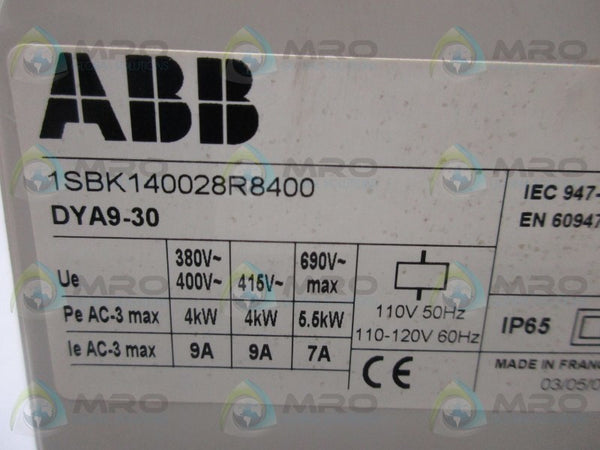 ABB
1SBK140028R8400
DYA9-30
IEC 947-
EN 60947
Ue 380V~ 400V~ 415V~ 690V~ max
Pe AC-3 max 4kW 4kW 5.5kW
Ie AC-3 max 9A 9A 7A
110V 50Hz
110-120V 60Hz
CE
IP65
MADE IN FRANC
03/05/0
MRO